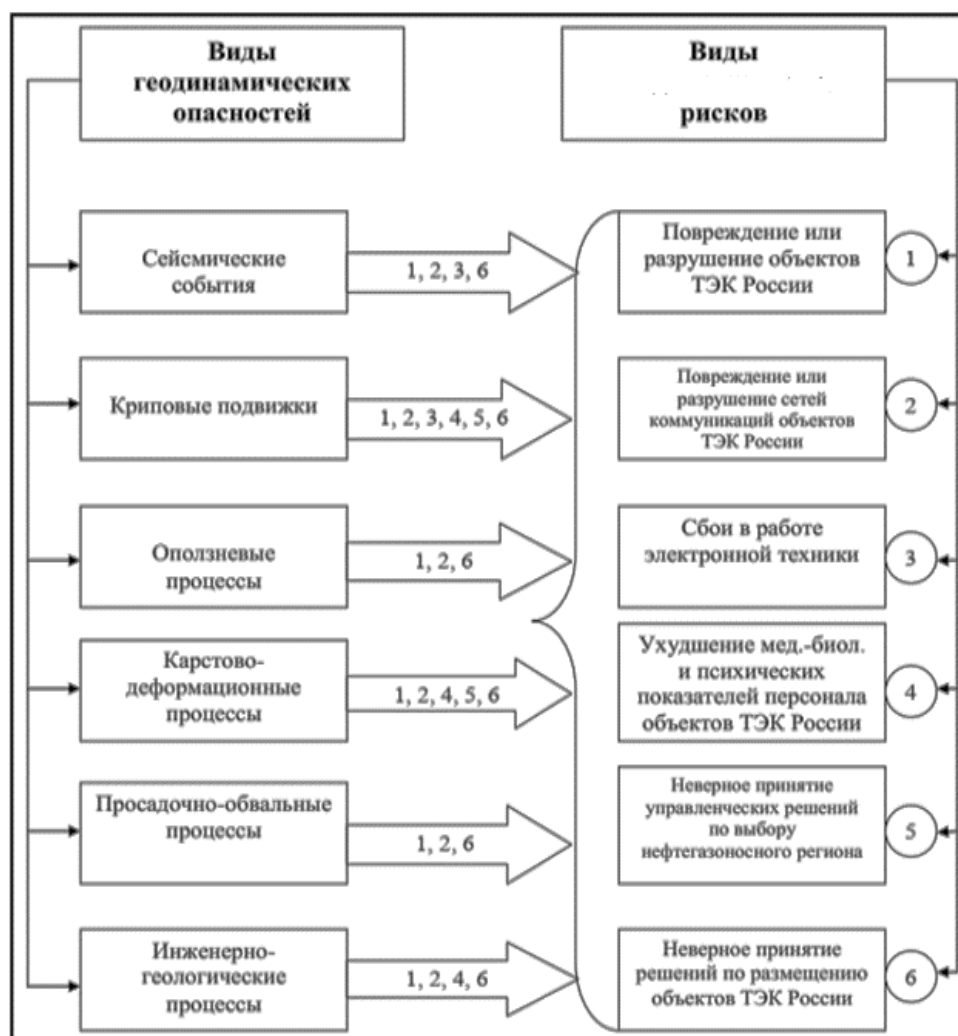 Виды
геодинамических
опасностей
Виды
рисков
Сейсмические
события
1, 2, 3, 6
Повреждение или
разрушение объектов
ТЭК России
1
Криповые подвижки
1, 2, 3, 4, 5, 6
Повреждение или
разрушение сетей
коммуникаций объектов
ТЭК России
2
Оползневые
процессы
1, 2, 6
Сбои в работе
электронной техники
3
Карстово-
деформационные
процессы
1, 2, 4, 5, 6
Ухудшение мед.-биол.
и психических
показателей персонала
объектов ТЭК России
4
Просадочно-обвальные
процессы
1, 2, 6
Неверное принятие
управленческих решений
по выбору
нефтегазоносного региона
5
Инженерно-
геологические
процессы
1, 2, 4, 6
Неверное принятие
решений по размещению
объектов ТЭК России
6